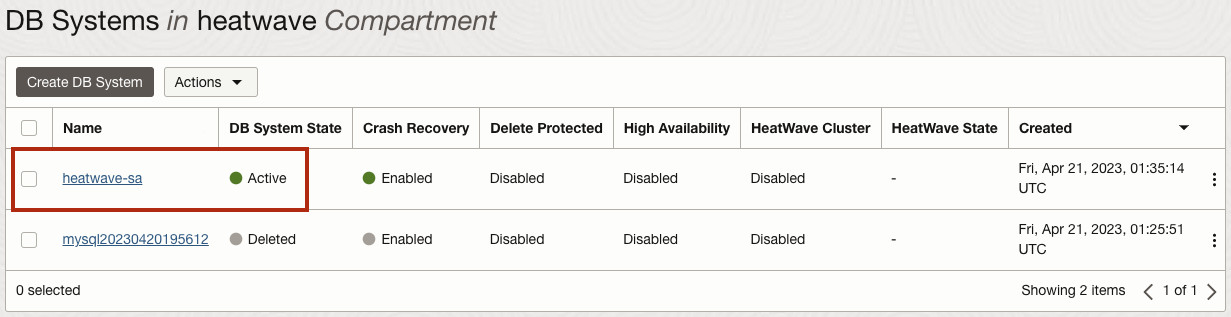 DB Systems in heatwave Compartment
Create DB System Actions
Name DB System State Crash Recovery Delete Protected High Availability HeatWave Cluster HeatWave State Created
heatwave-sa Active Enabled Disabled Disabled Disabled - Fri, Apr 21, 2023, 01:35:14
UTC
mysql20230420195612 Deleted Enabled Disabled Disabled Disabled - Fri, Apr 21, 2023, 01:25:51
UTC
0 selected Showing 2 items 1 of 1